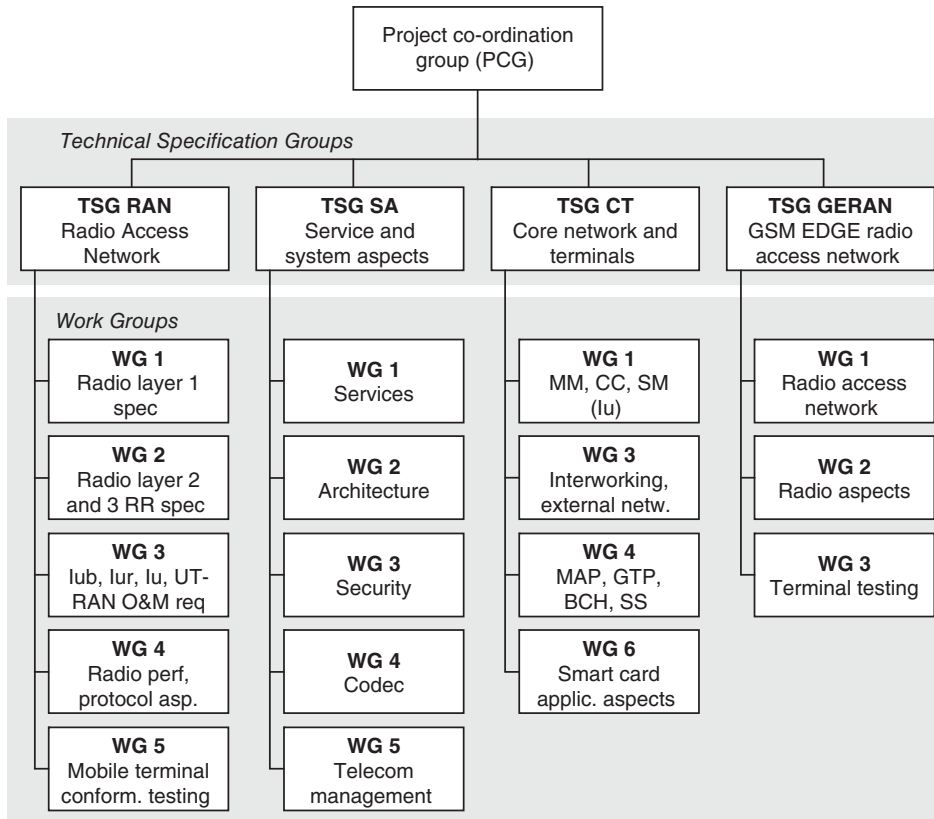 Project co-ordination
group (PCG)
Technical Specification Groups
TSG RAN
Radio Access
Network
TSG SA
Service and
system aspects
TSG CT
Core network and
terminals
TSG GERAN
GSM EDGE radio
access network
Work Groups
WG 1
Radio layer 1
spec
WG 2
Radio layer 2
and 3 RR spec
WG 3
Iub, Iur, Iu, UT-
RAN O&M req
WG 4
Radio perf,
protocol asp.
WG 5
Mobile terminal
conform. testing
WG 1
Services
WG 2
Architecture
WG 3
Security
WG 4
Codec
WG 5
Telecom
management
WG 1
MM, CC, SM
(Iu)
WG 3
Interworking,
external netw.
WG 4
MAP, GTP,
BCH, SS
WG 6
Smart card
applic. aspects
WG 1
Radio access
network
WG 2
Radio aspects
WG 3
Terminal testing